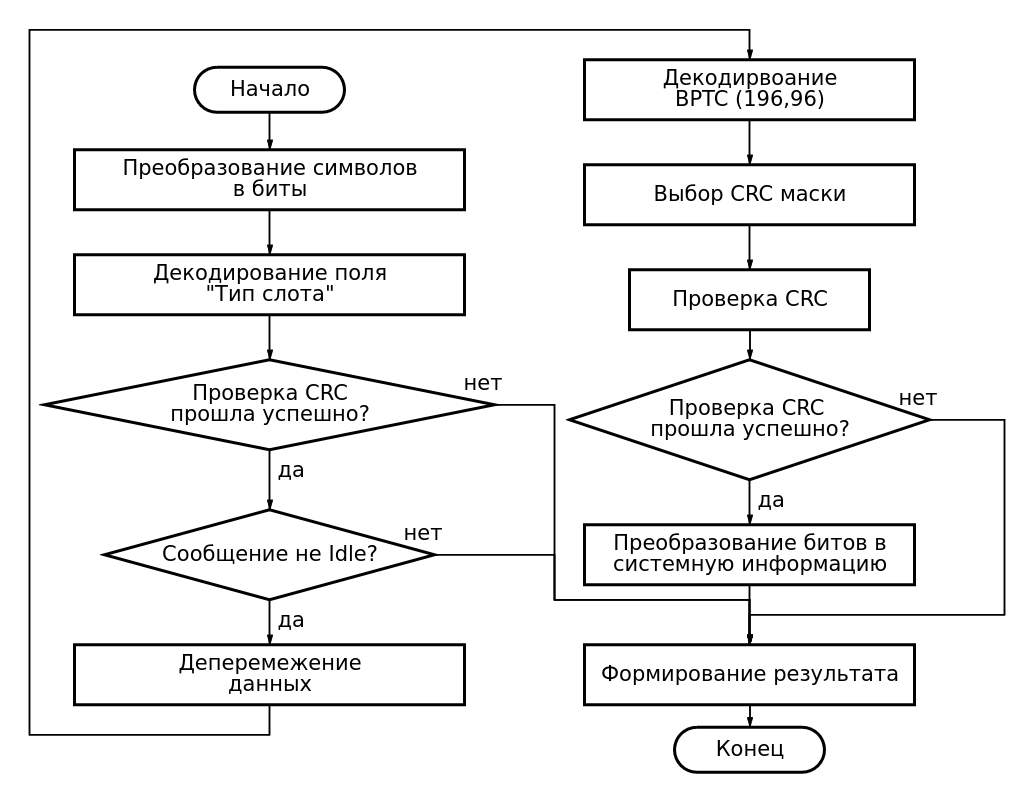 Начало
Преобразование символов
в биты
Декодирование поля
"Тип слота"
Проверка CRC
прошла успешно?
нет
да
Сообщение не Idle?
нет
да
Деперемежение
данных
Декодирвоание
BPTC (196,96)
Выбор CRC маски
Проверка CRC
Проверка CRC
прошла успешно?
нет
да
Преобразование битов в
системную информацию
Формирование результата
Конец